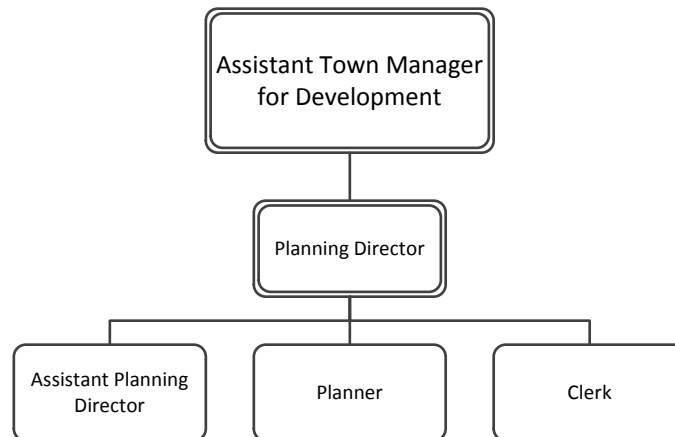 Assistant Town Manager
for Development
Planning Director
Assistant Planning
Director
Planner
Clerk